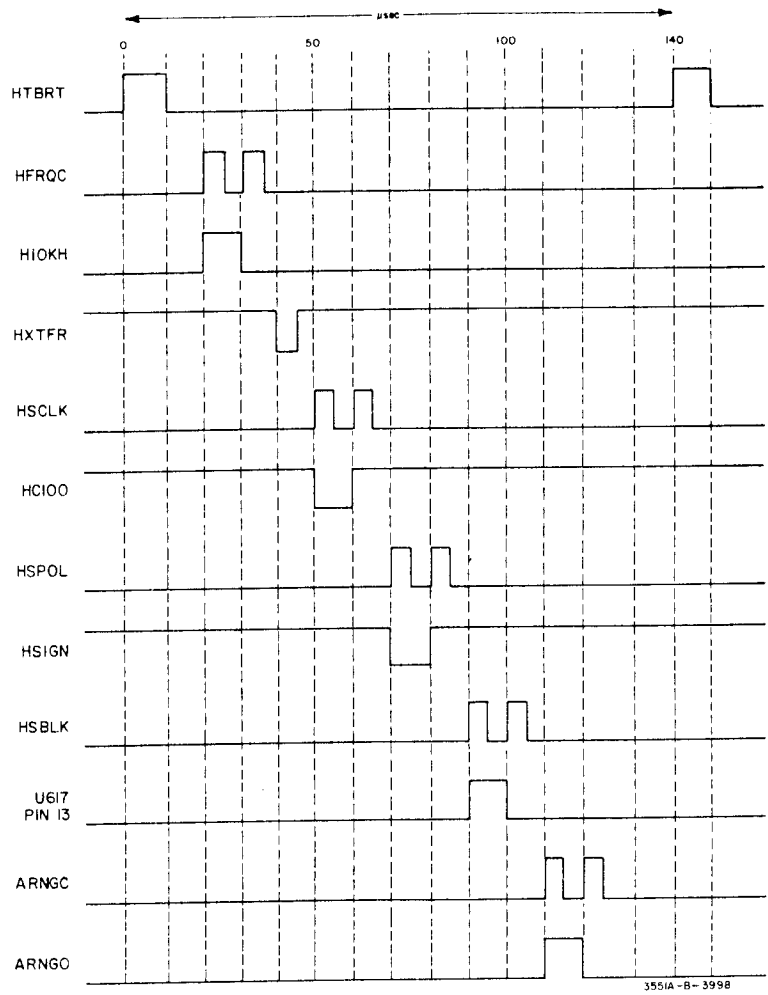 µsec
0 50 100 140
HTBRT
HFRQC
HIOKH
HXTFR
HSCLK
HCIOO
HSPOL
HSIGN
HSBLK
U617
PIN 13
ARNGC
ARNGO
3551A-B-3998